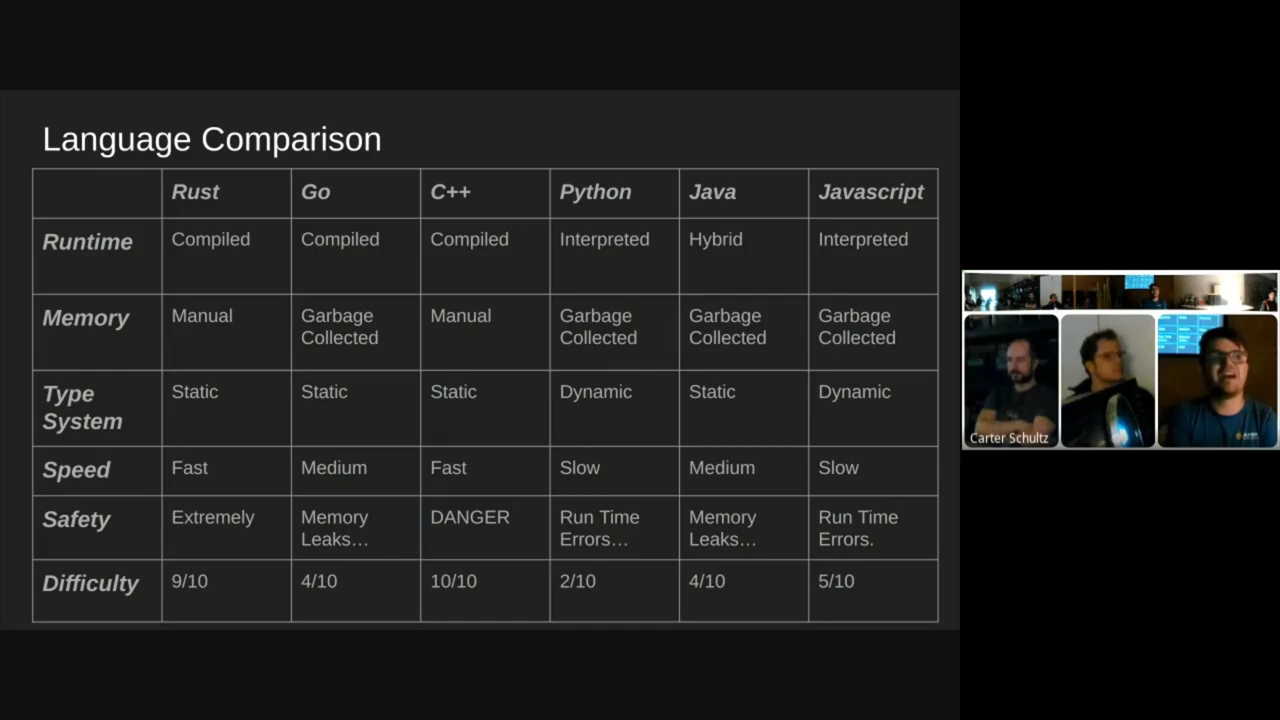 Language Comparison
Rust Go C++ Python Java Javascript
Runtime Compiled Compiled Compiled Interpreted Hybrid Interpreted
Memory Manual Garbage Manual Garbage Garbage Garbage
Collected Collected Collected Collected
Type Static Static Static Dynamic Static Dynamic
System
Speed Fast Medium Fast Slow Medium Slow
Safety Extremely Memory DANGER Run Time Memory Run Time
Leaks… Errors… Leaks… Errors.
Difficulty 9/10 4/10 10/10 2/10 4/10 5/10
Carter Schultz